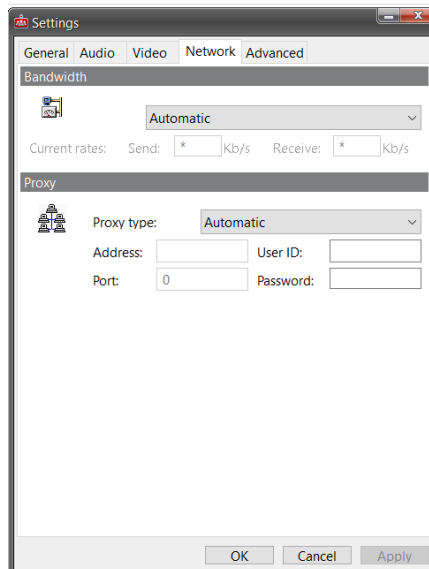 Settings
General Audio Video Network Advanced
Bandwidth
Automatic
Current rates: Send: * Kb/s Receive: * Kb/s
Proxy
Proxy type: Automatic
Address: User ID:
Port: 0 Password:
OK Cancel Apply